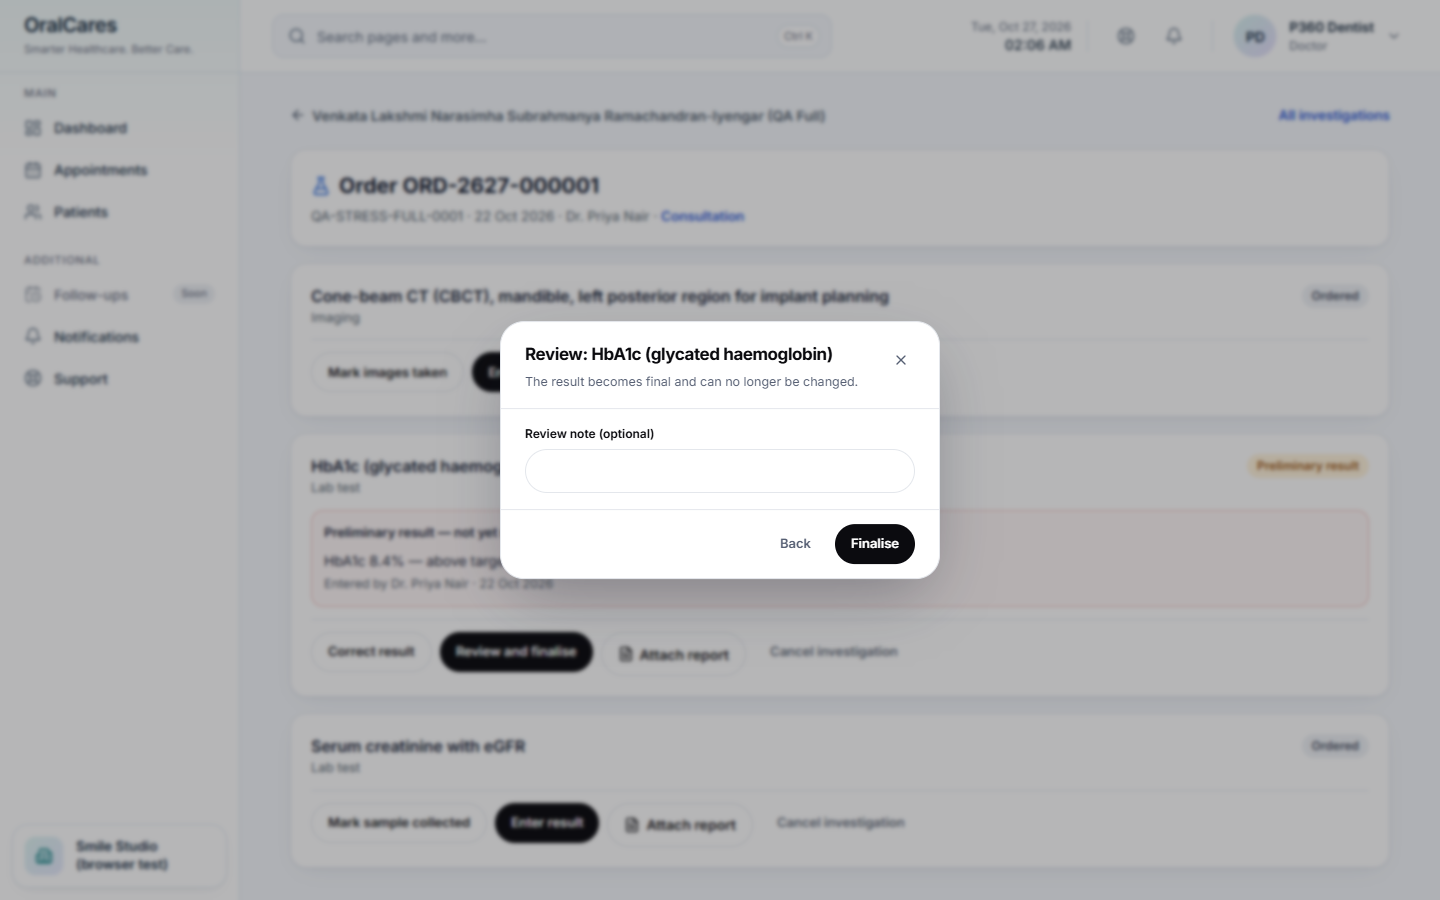 OralCares
Smarter Healthcare. Better Care.
Search pages and more...
Ctrl K
Tue, Oct 27, 2026
02:06 AM
PD
P360 Dentist
Doctor
MAIN
Dashboard
Appointments
Patients
ADDITIONAL
Follow-ups
Soon
Notifications
Support
Smile Studio
(browser test)
Venkata Lakshmi Narasimha Subrahmanya Ramachandran-Iyengar (QA Full)
All investigations
Order ORD-2627-000001
QA-STRESS-FULL-0001 · 22 Oct 2026 · Dr. Priya Nair · Consultation
Cone-beam CT (CBCT), mandible, left posterior region for implant planning
Ordered
Imaging
Mark images taken
Review: HbA1c (glycated haemoglobin)
The result becomes final and can no longer be changed.
Review note (optional)
Back
Finalise
HbA1c (glycated haemog
Preliminary result
Lab test
Preliminary result — not yet
HbA1c 8.4% — above targe
Entered by Dr. Priya Nair · 22 Oct 2026
Correct result
Review and finalise
Attach report
Cancel investigation
Serum creatinine with eGFR
Ordered
Lab test
Mark sample collected
Enter result
Attach report
Cancel investigation